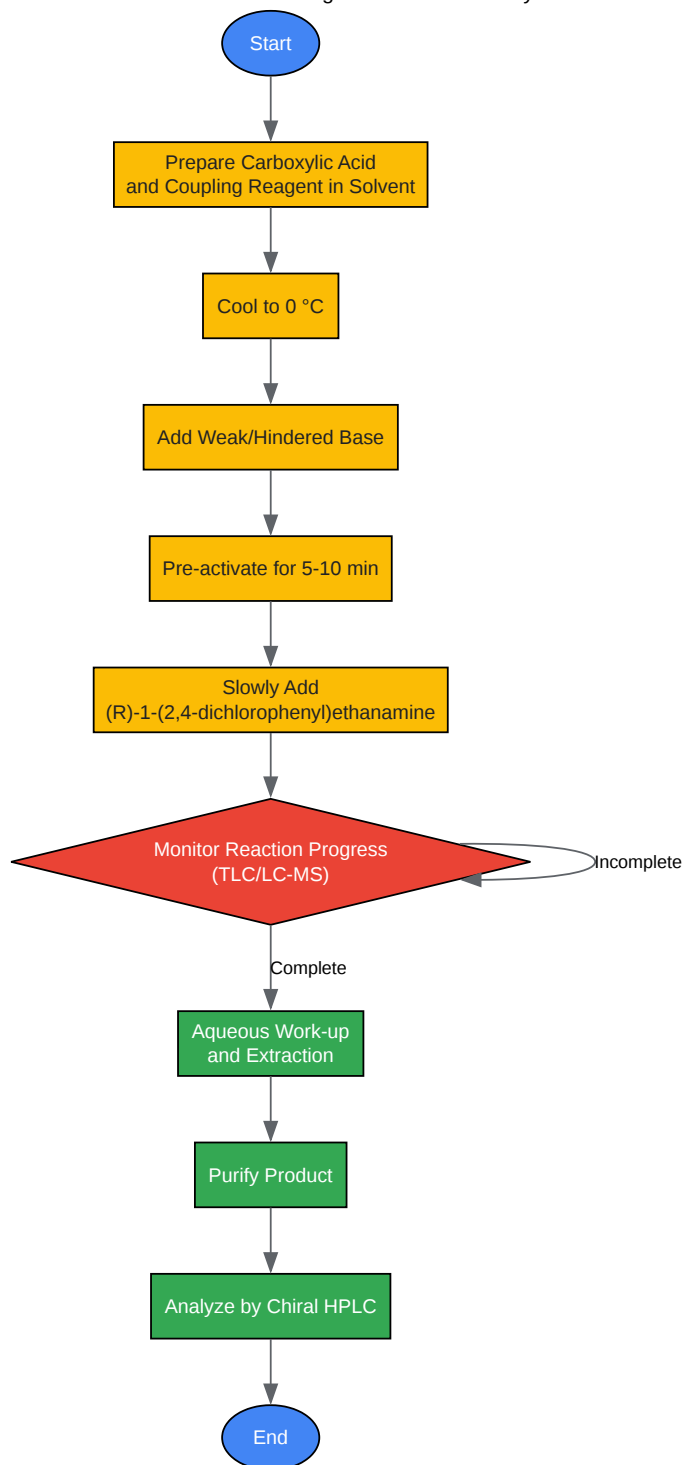 Start
Prepare Carboxylic Acid
and Coupling Reagent in Solvent
Cool to 0 °C
Add Weak/Hindered Base
Pre-activate for 5-10 min
Slowly Add
(R)-1-(2,4-dichlorophenyl)ethanamine
Monitor Reaction Progress
(TLC/LC-MS)
Incomplete
Complete
Aqueous Work-up
and Extraction
Purify Product
Analyze by Chiral HPLC
End